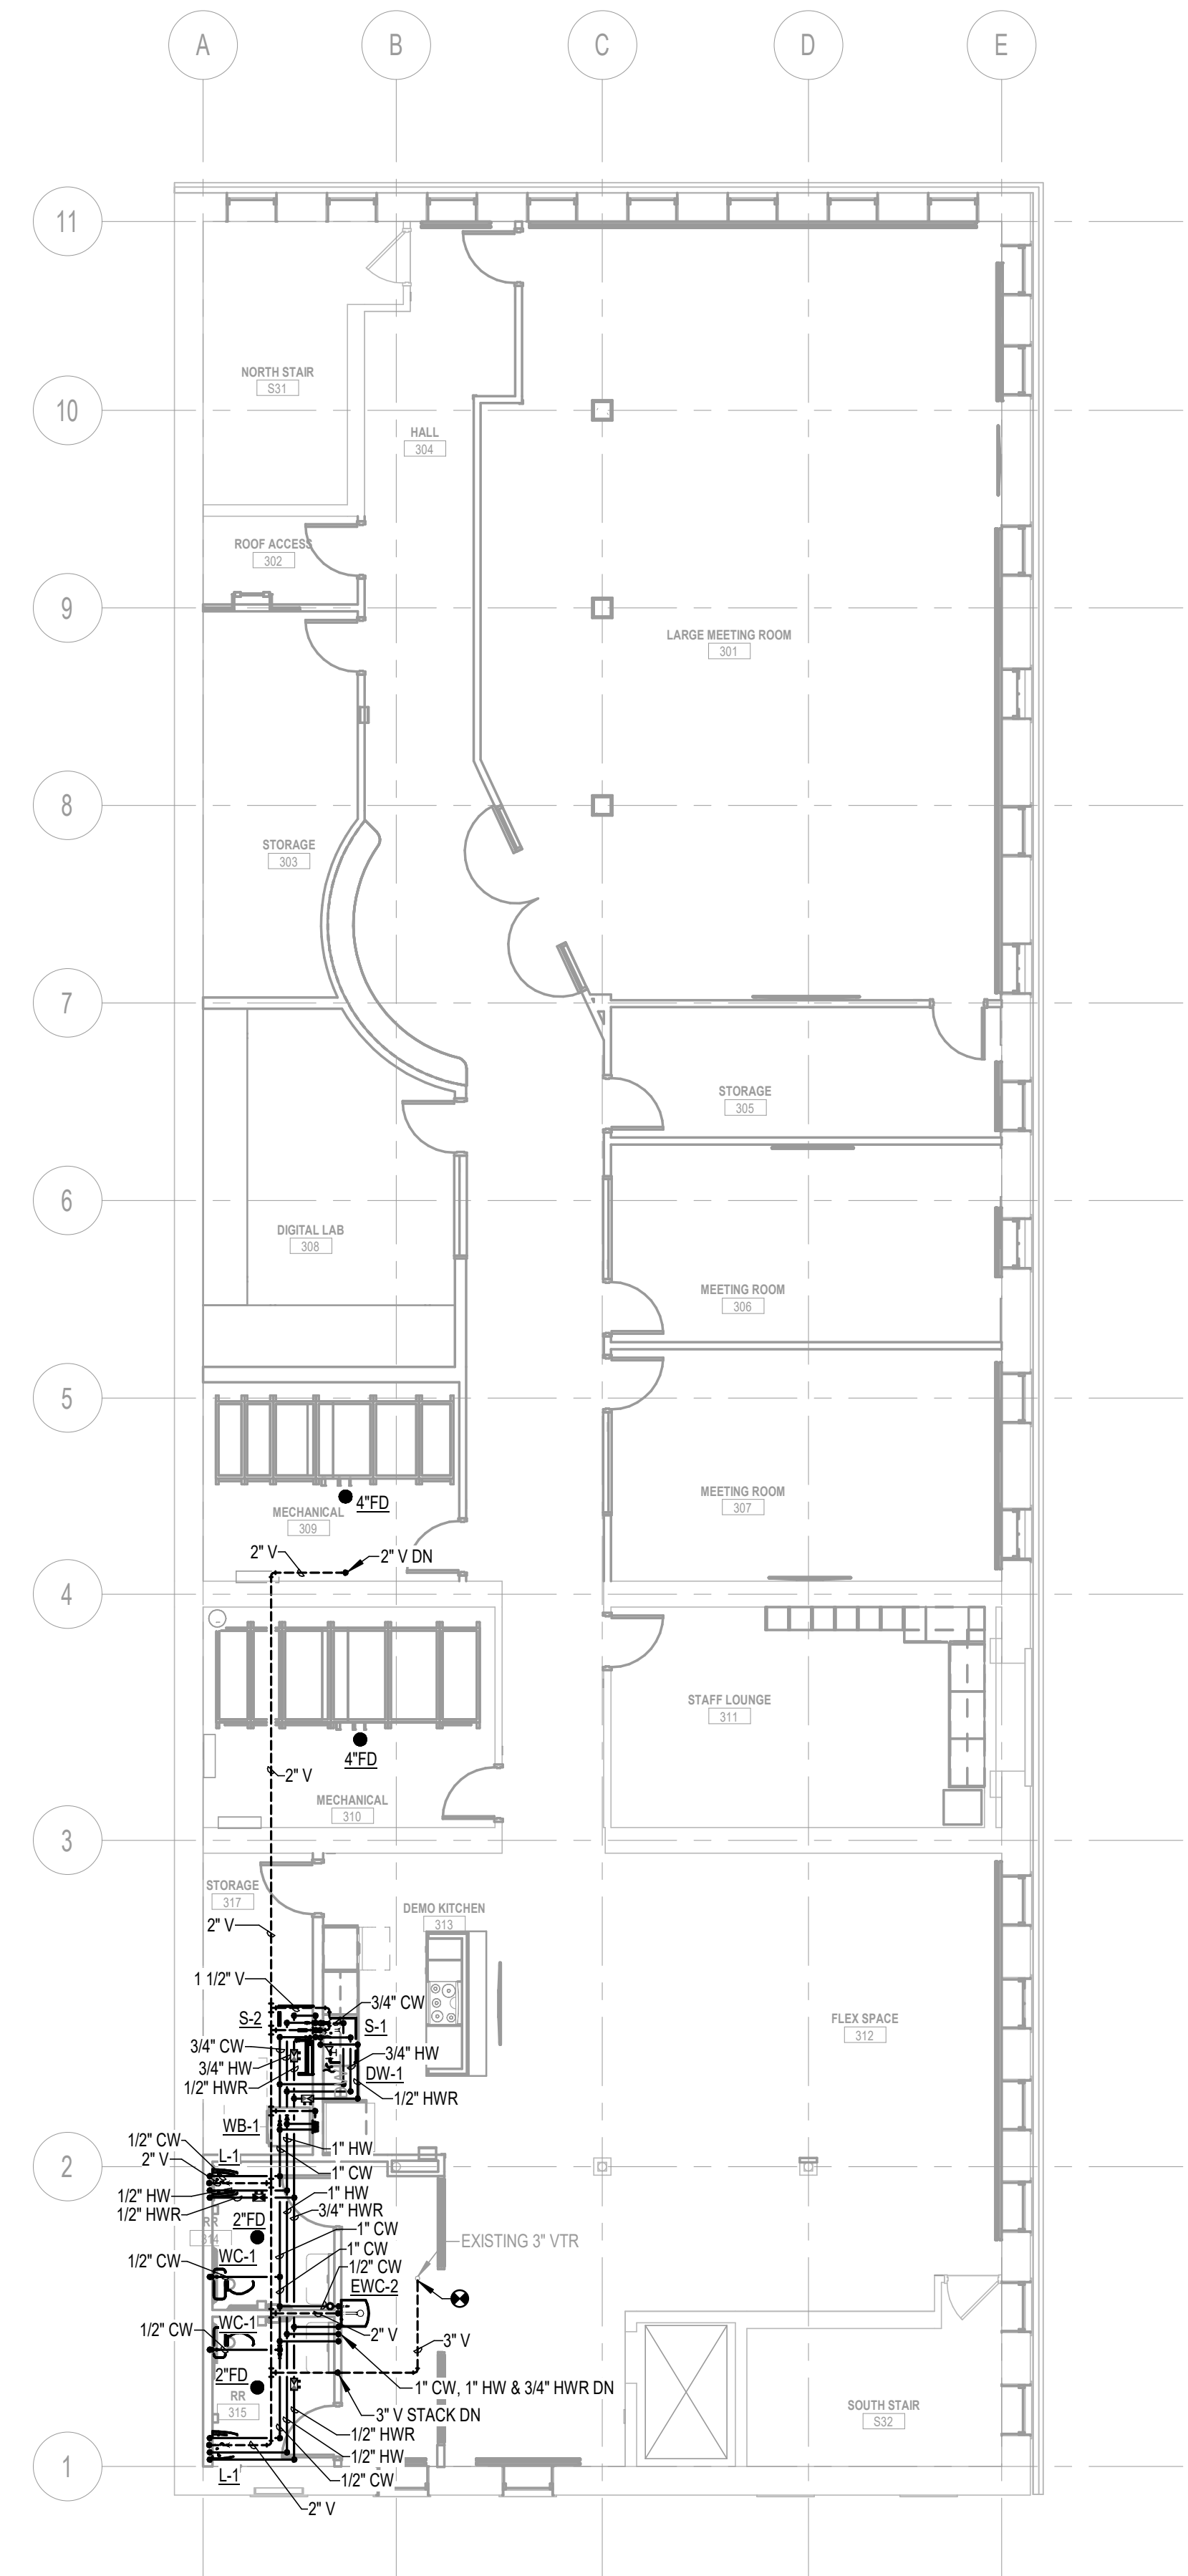 A
B
C
D
E
11
NORTH STAIR
S31
10
HALL
304
ROOF ACCESS
302
9
LARGE MEETING ROOM
301
8
STORAGE
303
7
STORAGE
305
6
DIGITAL LAB
308
MEETING ROOM
306
5
MEETING ROOM
307
4"FD
MECHANICAL
309
2" V
2" V DN
4
STAFF LOUNGE
311
4"FD
2" V
MECHANICAL
310
3
STORAGE
317
DEMO KITCHEN
313
2" V
1 1/2" V
3/4" CW
S-2
S-1
FLEX SPACE
312
3/4" CW
3/4" HW
3/4" HW
1/2" HWR
DW-1
1/2" HWR
WB-1
1/2" CW
1" HW
2" V
L-1
1" CW
2
1/2" HW
1" HW
1/2" HWR
3/4" HWR
RR
314
2"FD
1" CW
EXISTING 3" VTR
1" CW
WC-1
1/2" CW
1/2" CW
EWC-2
WC-1
1/2" CW
2" V
3" V
2"FD
1" CW, 1" HW & 3/4" HWR DN
RR
315
3" V STACK DN
SOUTH STAIR
S32
1/2" HWR
1/2" HW
1
L-1
1/2" CW
2" V